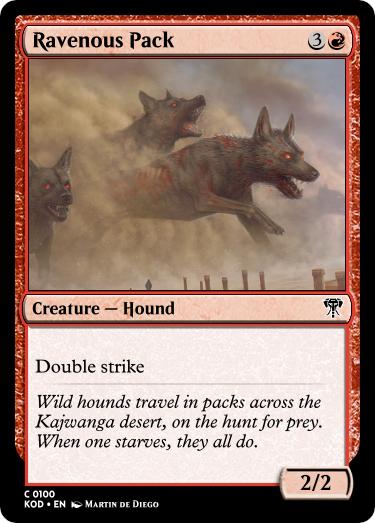 Ravenous Pack 3
Creature — Hound
Double strike
Wild hounds travel in packs across the
Kajwanga desert, on the hunt for prey.
When one starves, they all do.
2/2
C 0100
KOD • EN Martin de Diego